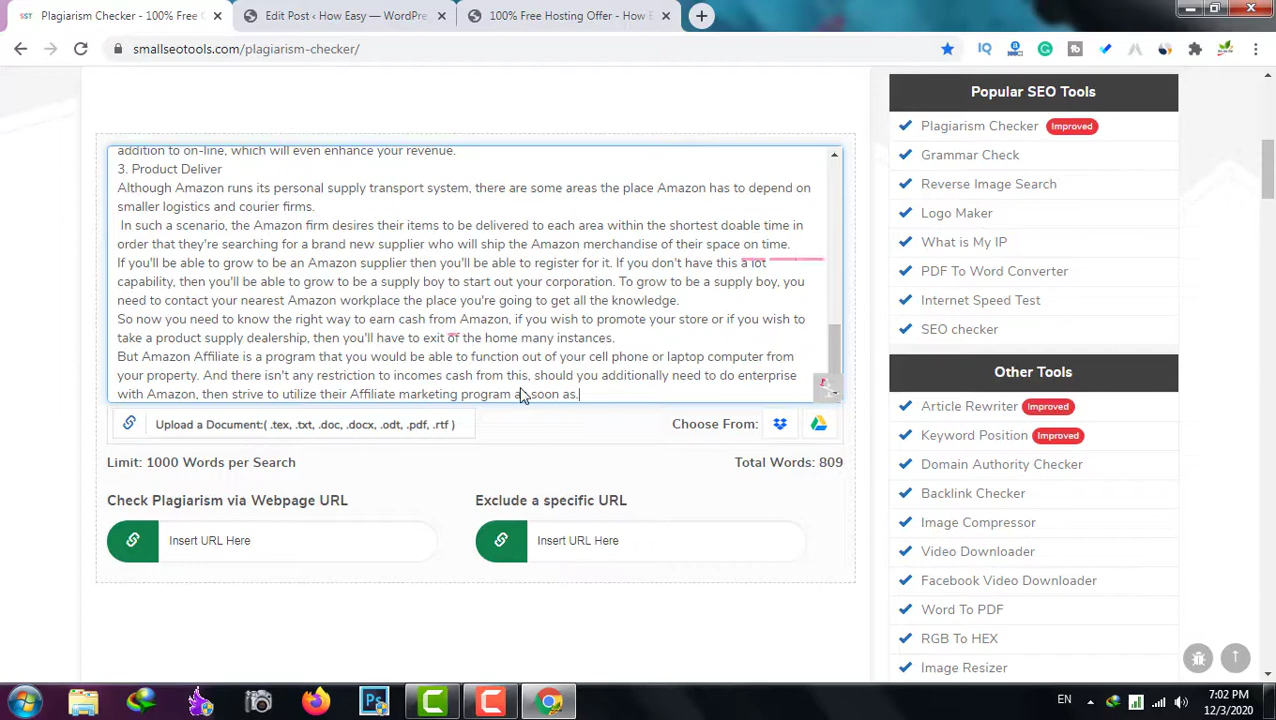 Plagiarism Checker - 100% Free
Edit Post ‹ How Easy — WordPre
100% Free Hosting Offer - How E
smallseotools.com/plagiarism-checker/
addition to on-line, which will even enhance your revenue.
3. Product Deliver
Although Amazon runs its personal supply transport system, there are some areas the place Amazon has to depend on
smaller logistics and courier firms.
In such a scenario, the Amazon firm desires their items to be delivered to each area within the shortest doable time in
order that they're searching for a brand new supplier who will ship the Amazon merchandise of their space on time.
If you'll be able to grow to be an Amazon supplier then you'll be able to register for it. If you don't have this a lot
capability, then you'll be able to grow to be a supply boy to start out your corporation. To grow to be a supply boy, you
need to contact your nearest Amazon workplace the place you're going to get all the knowledge.
So now you need to know the right way to earn cash from Amazon, if you wish to promote your store or if you wish to
take a product supply dealership, then you'll have to exit of the home many instances.
But Amazon Affiliate is a program that you would be able to function out of your cell phone or laptop computer from
your property. And there isn't any restriction to incomes cash from this, should you additionally need to do enterprise
with Amazon, then strive to utilize their Affiliate marketing program as soon as.
Upload a Document:( .tex, .txt, .doc, .docx, .odt, .pdf, .rtf )
Choose From:
Limit: 1000 Words per Search
Total Words: 809
Check Plagiarism via Webpage URL
Exclude a specific URL
Insert URL Here
Insert URL Here
Popular SEO Tools
Plagiarism Checker Improved
Grammar Check
Reverse Image Search
Logo Maker
What is My IP
PDF To Word Converter
Internet Speed Test
SEO checker
Other Tools
Article Rewriter Improved
Keyword Position Improved
Domain Authority Checker
Backlink Checker
Image Compressor
Video Downloader
Facebook Video Downloader
Word To PDF
RGB To HEX
Image Resizer
EN
7:02 PM
12/3/2020